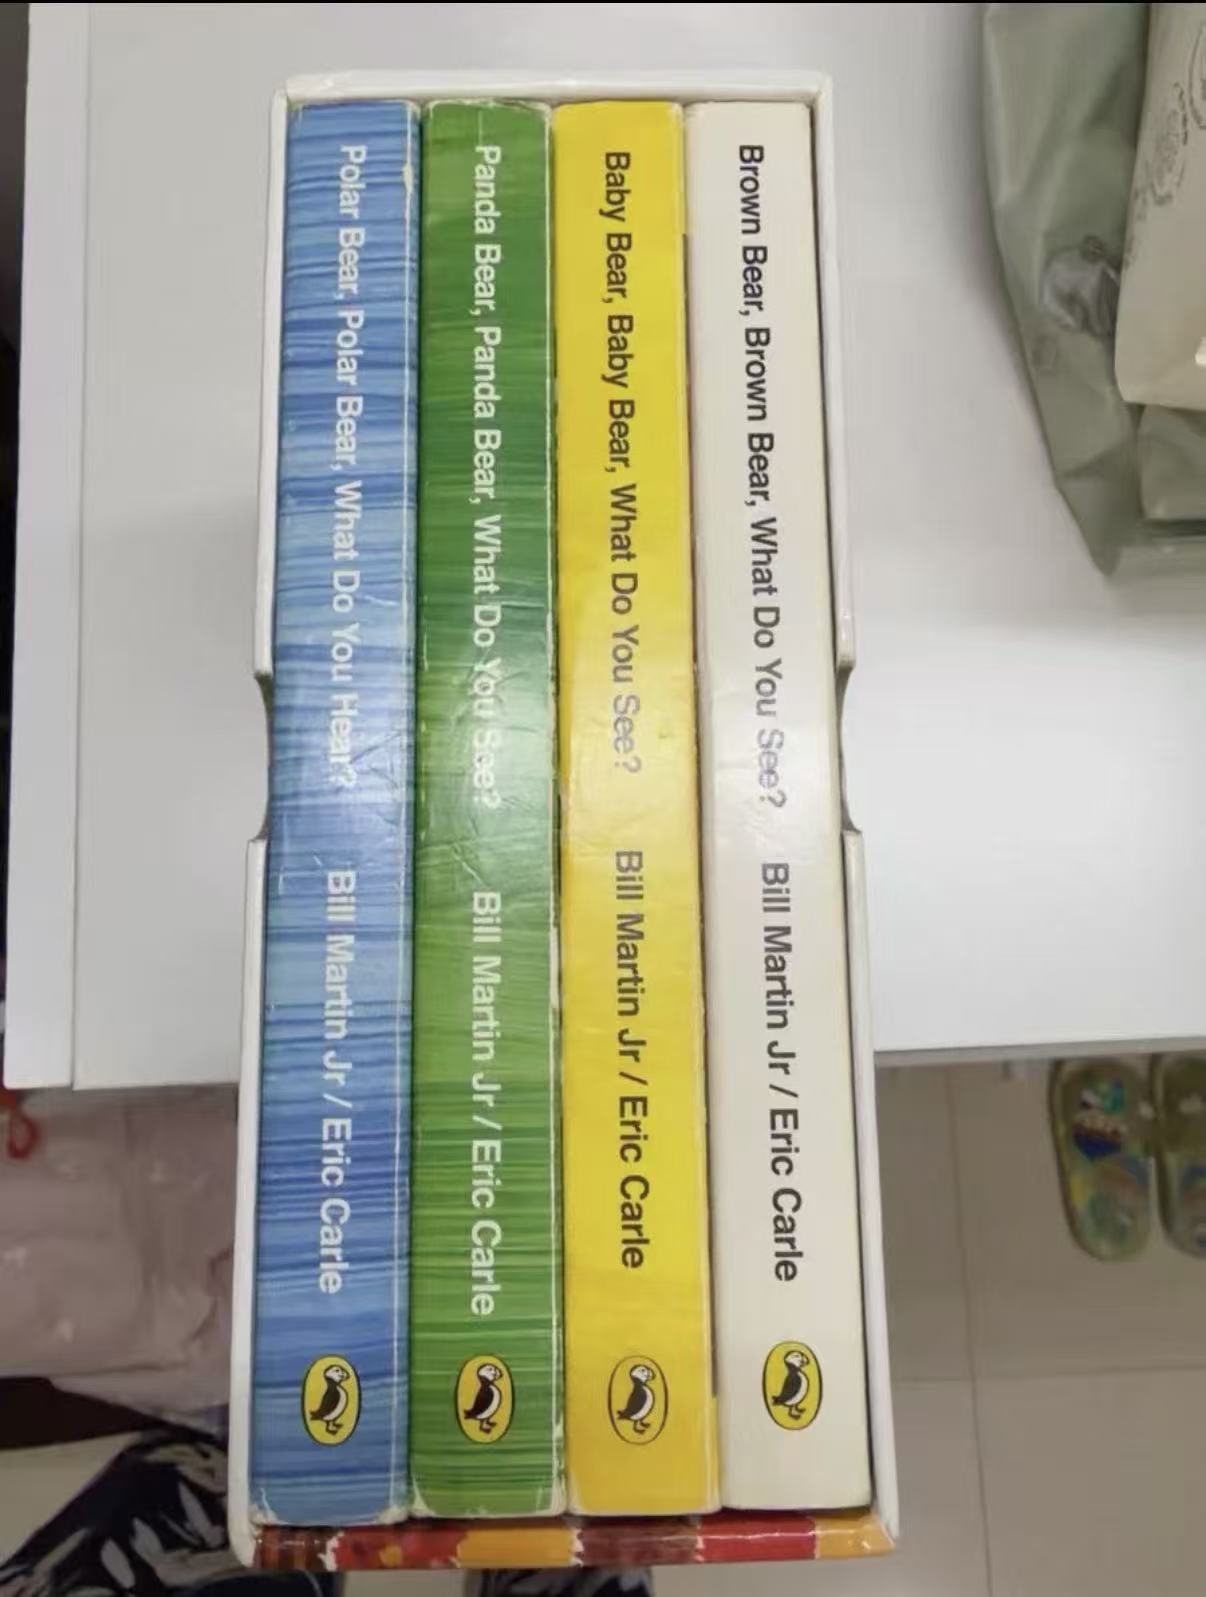 Polar Bear, Polar Bear, What Do You Hear? Bill Martin Jr / Eric Carle
Panda Bear, Panda Bear, What Do You See? Bill Martin Jr / Eric Carle
Baby Bear, Baby Bear, What Do You See? Bill Martin Jr / Eric Carle
Brown Bear, Brown Bear, What Do You See? Bill Martin Jr / Eric Carle